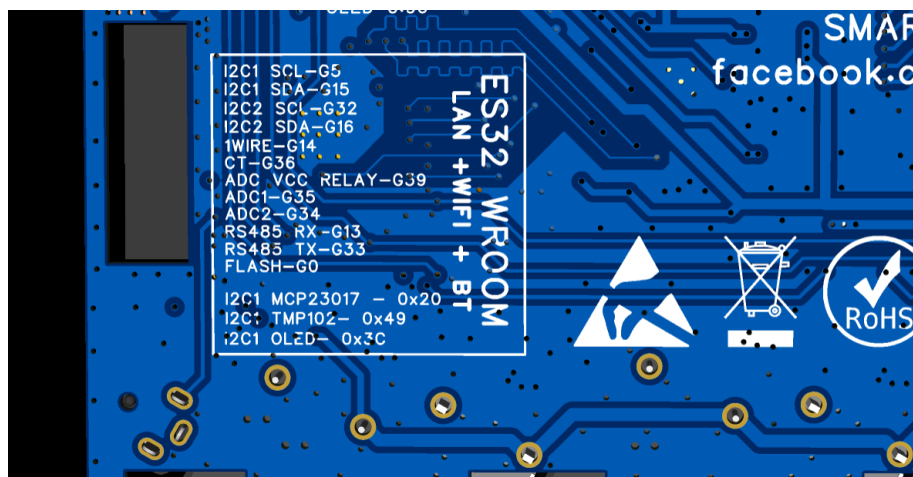 SMAR
facebook.c
I2C1 SCL-G5
I2C1 SDA-G15
I2C2 SCL-G32
I2C2 SDA-G16
1WIRE-G14
CT-G36
ADC VCC RELAY-G39
ADC1-G35
ADC2-G34
RS485 RX-G13
RS485 TX-G33
FLASH-G0
I2C1 MCP23017 - 0x20
I2C1 TMP102- 0x49
I2C1 OLED- 0x3C
ES32 WROOM
LAN +WIFI + BT
RoHS